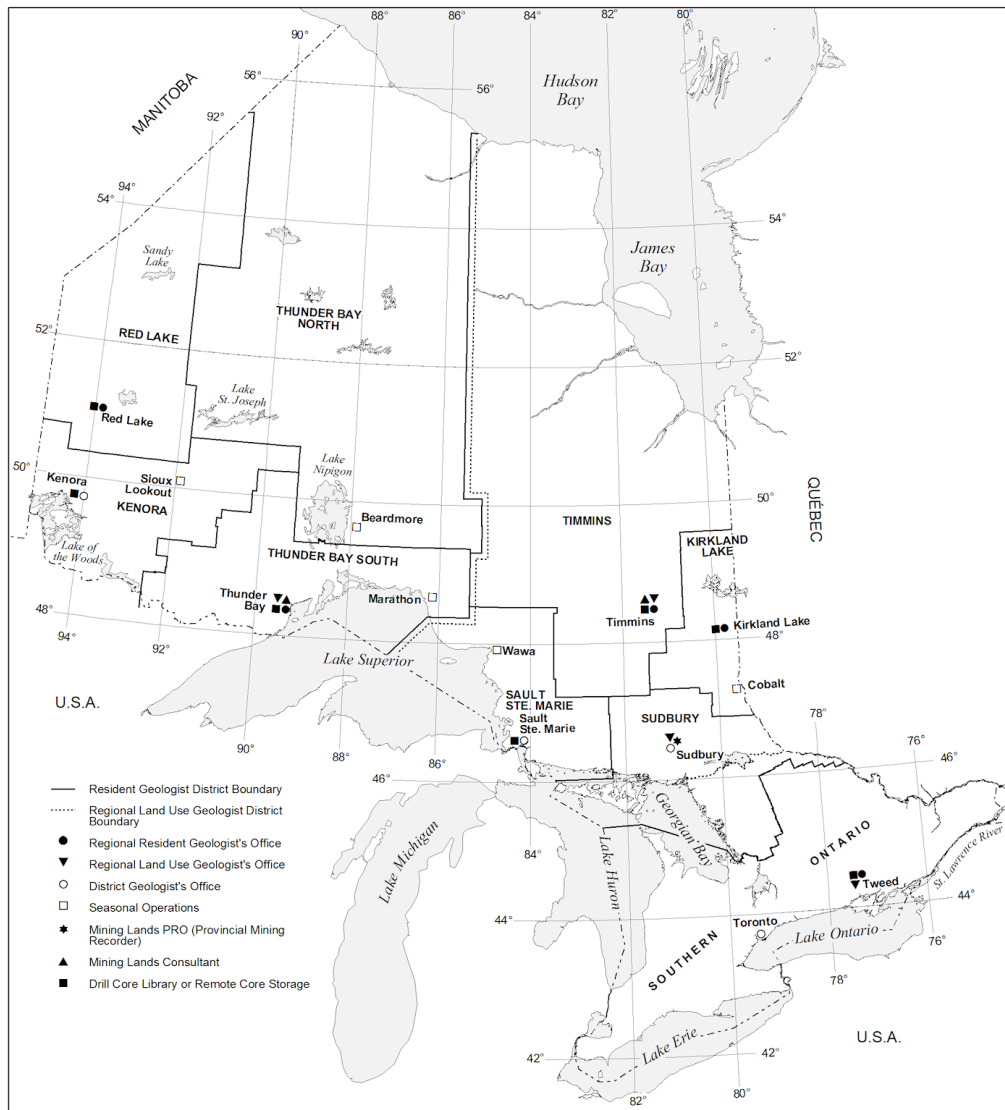 88°
86°
84°
82°
80°
90°
56°
56°
Hudson
Bay
MANITOBA
92°
94°
54°
54°
Sandy
Lake
James
Bay
THUNDER BAY
NORTH
52°
RED LAKE
52°
Lake
St. Joseph
Red Lake
Lake
Nipigon
50°
Kenora
Sioux
Lookout
KENORA
50°
QUÉBEC
Beardmore
TIMMINS
KIRKLAND
LAKE
Lake of
the Woods
THUNDER BAY SOUTH
Thunder
Bay
Marathon
Timmins
Kirkland Lake
48°
48°
94°
92°
Lake Superior
Wawa
Cobalt
U.S.A.
SAULT
STE. MARIE
Sault
Ste. Marie
SUDBURY
Sudbury
78°
76°
46°
90°
88°
86°
46°
Resident Geologist District Boundary
Regional Land Use Geologist District
Boundary
Regional Resident Geologist's Office
Regional Land Use Geologist's Office
District Geologist's Office
Seasonal Operations
Mining Lands PRO (Provincial Mining
Recorder)
Mining Lands Consultant
Drill Core Library or Remote Core Storage
Lake Michigan
84°
Lake Huron
Georgian Bay
ONTARIO
St. Lawrence River
Tweed
44°
44°
Toronto
Lake Ontario
76°
78°
SOUTHERN
U.S.A.
42°
Lake Erie
42°
80°
82°